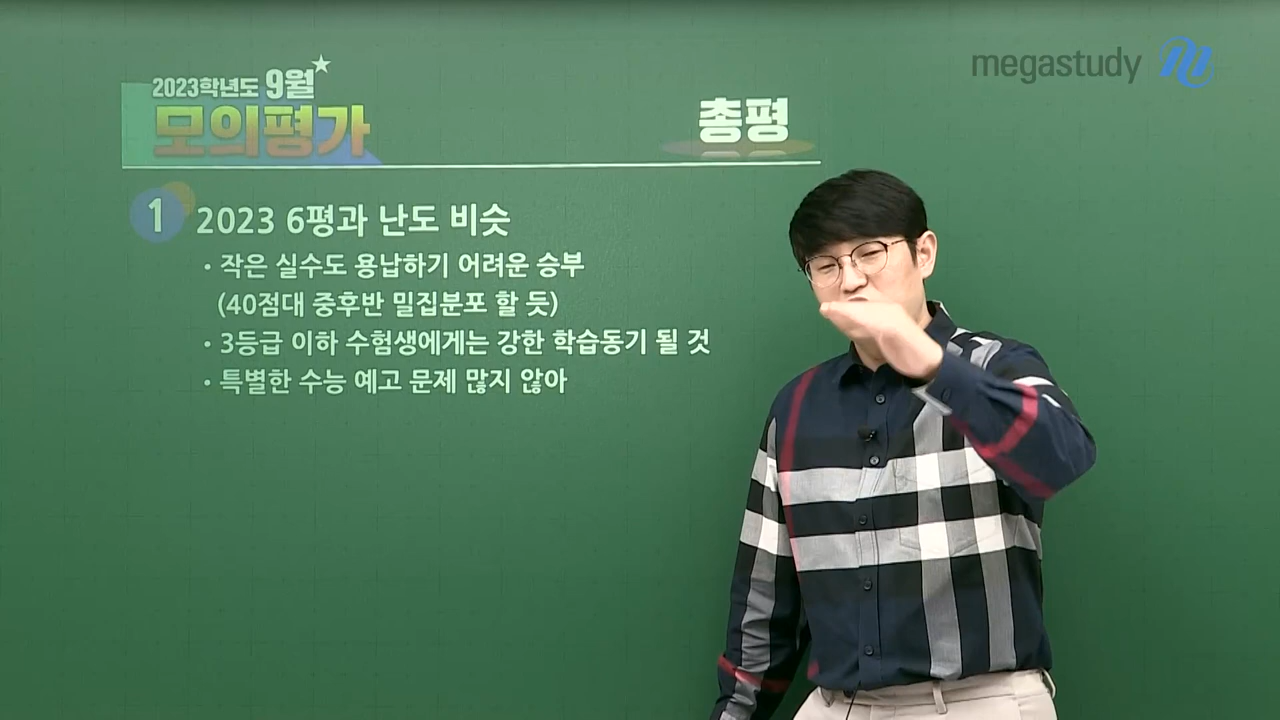 megastudy
2023학년도 9월
모의평가
총평
1 2023 6평과 난도 비슷
• 작은 실수도 용납하기 어려운 승부
(40점대 중후반 밀집분포 할 듯)
• 3등급 이하 수험생에게는 강한 학습동기 될 것
• 특별한 수능 예고 문제 많지 않아